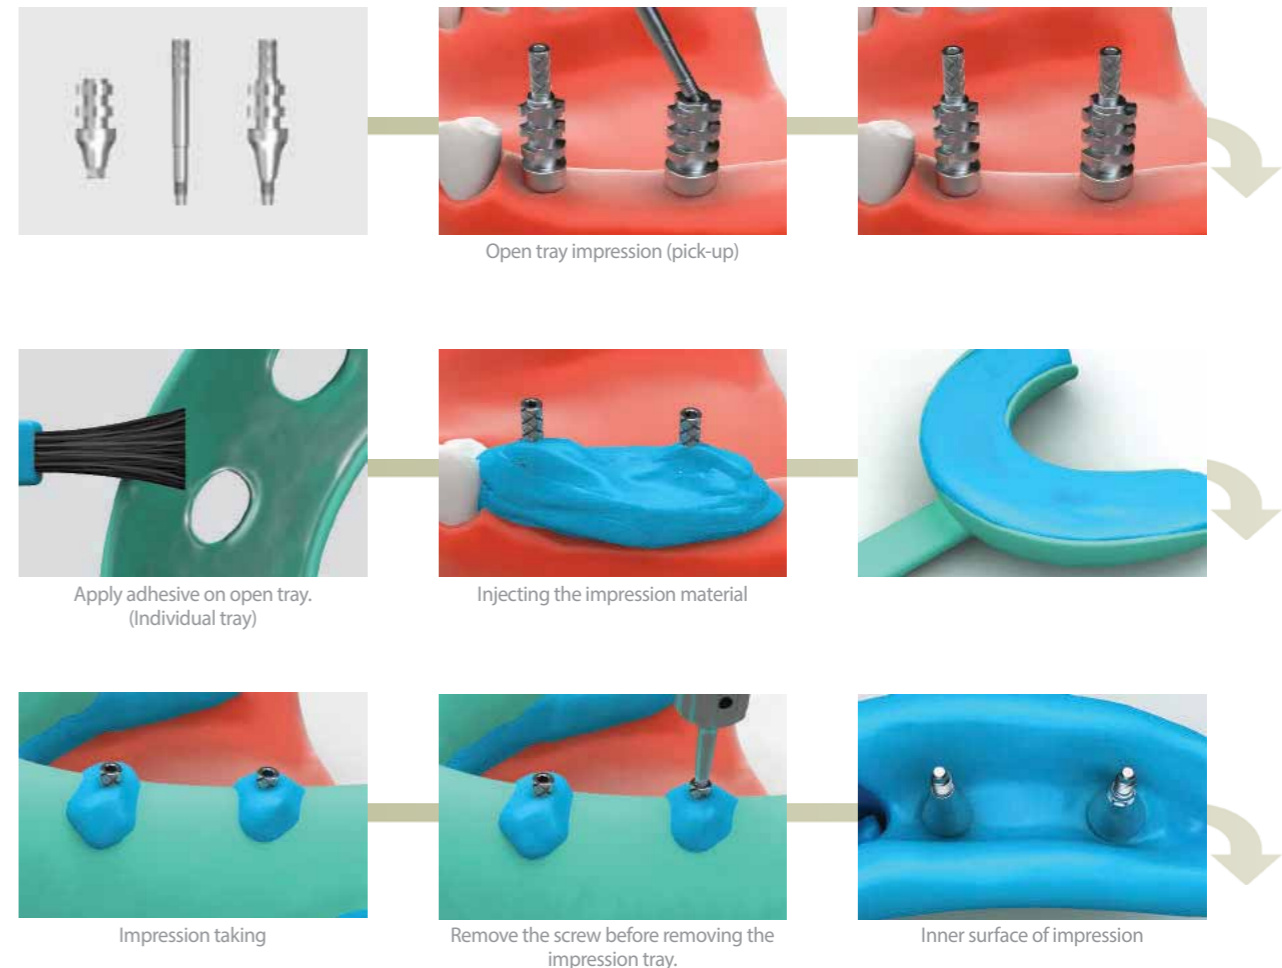 Open tray impression (pick-up)
Apply adhesive on open tray.
(Individual tray)
Injecting the impression material
Impression taking
Remove the screw before removing the
impression tray.
Inner surface of impression